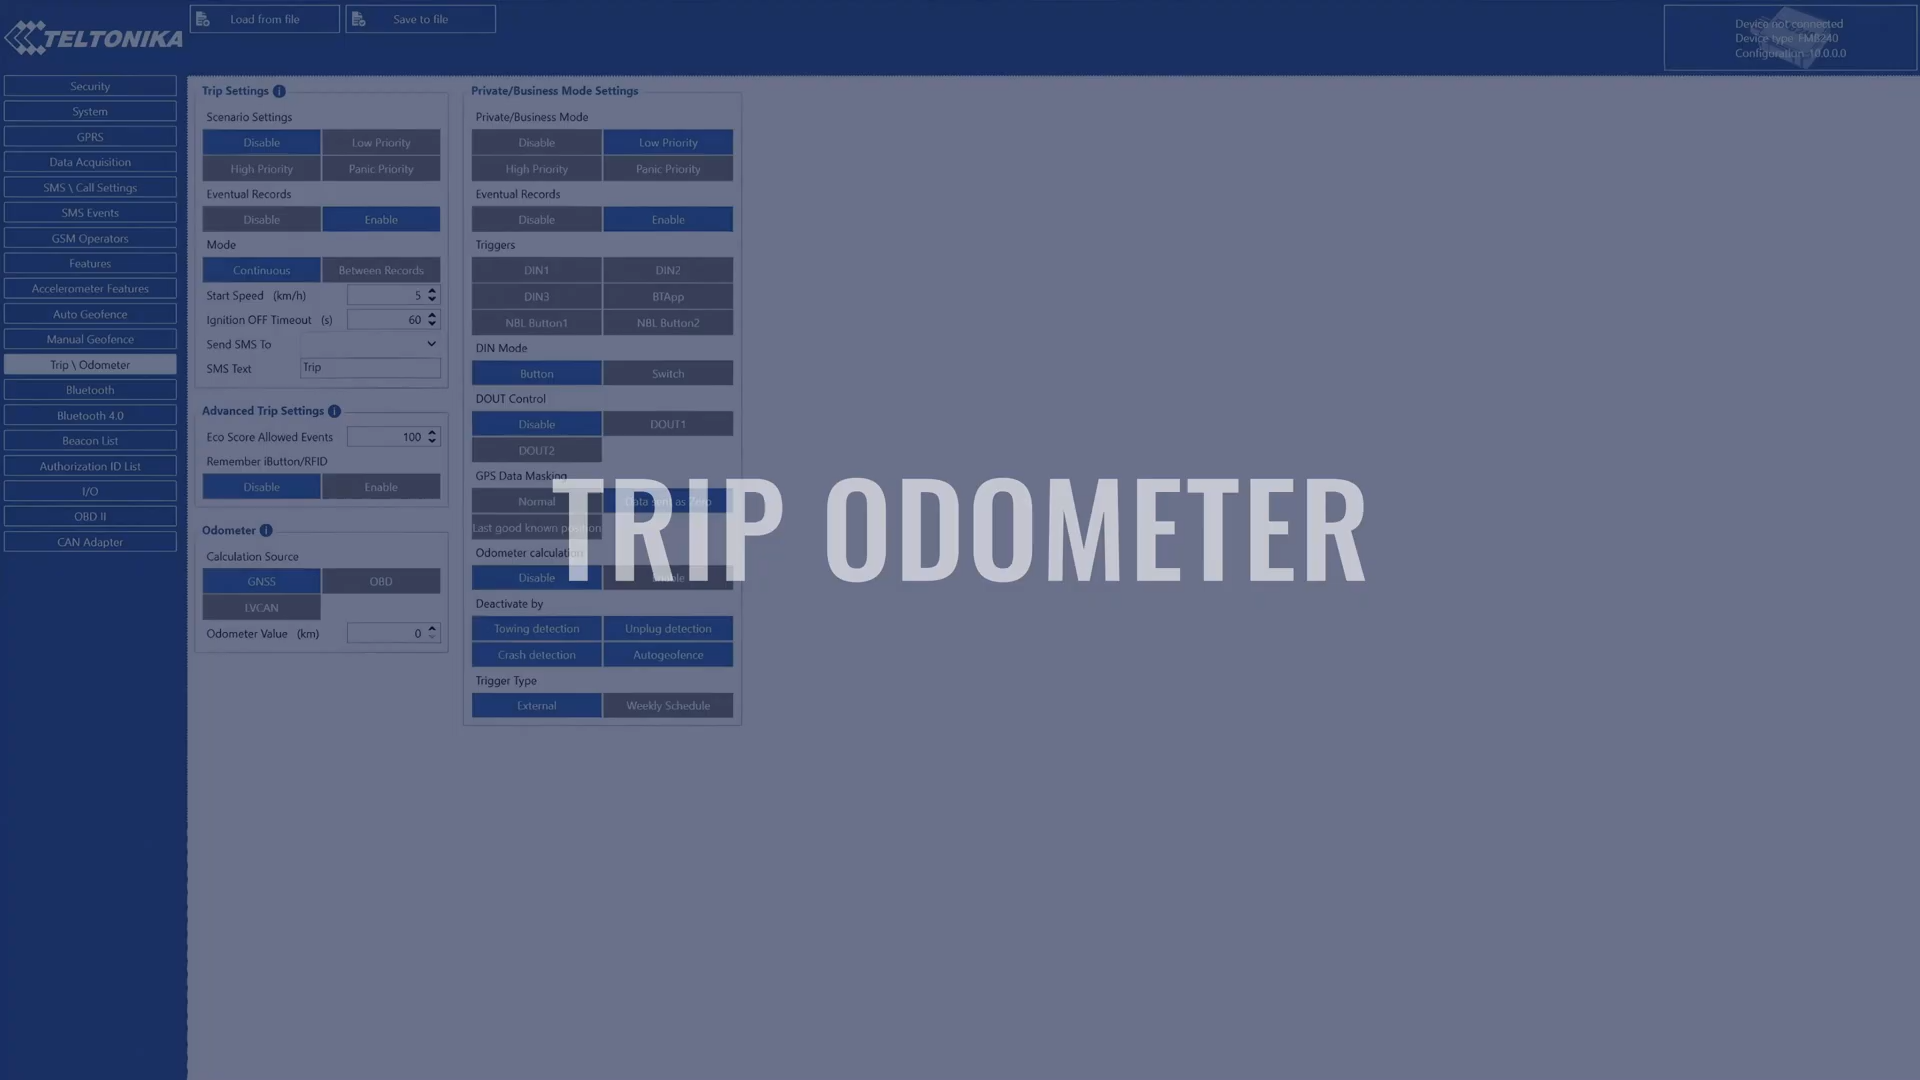 TELTONIKA
Load from file
Save to file
Device not connected
Device type: FMB240
Configuration: 10.0.0.0
Security
System
GPRS
Data Acquisition
SMS \ Call Settings
SMS Events
GSM Operators
Features
Accelerometer Features
Auto Geofence
Manual Geofence
Trip \ Odometer
Bluetooth
Bluetooth 4.0
Beacon List
Authorization ID List
I/O
OBD II
CAN Adapter
Trip Settings
Scenario Settings
Disable
Low Priority
High Priority
Panic Priority
Eventual Records
Disable
Enable
Mode
Continuous
Between Records
Start Speed (km/h)
5
Ignition OFF Timeout (s)
60
Send SMS To
SMS Text
Trip
Advanced Trip Settings
Eco Score Allowed Events
100
Remember iButton/RFID
Disable
Enable
Odometer
Calculation Source
GNSS
OBD
LVCAN
Odometer Value (km)
0
Private/Business Mode Settings
Private/Business Mode
Disable
Low Priority
High Priority
Panic Priority
Eventual Records
Disable
Enable
Triggers
DIN1
DIN2
DIN3
BTApp
NBL Button1
NBL Button2
DIN Mode
Button
Switch
DOUT Control
Disable
DOUT1
DOUT2
GPS Data Masking
Normal
Data sent as Zero
Last good known position
Odometer calculation
Disable
Enable
Deactivate by
Towing detection
Unplug detection
Crash detection
Autogeofence
Trigger Type
External
Weekly Schedule
TRIP ODOMETER